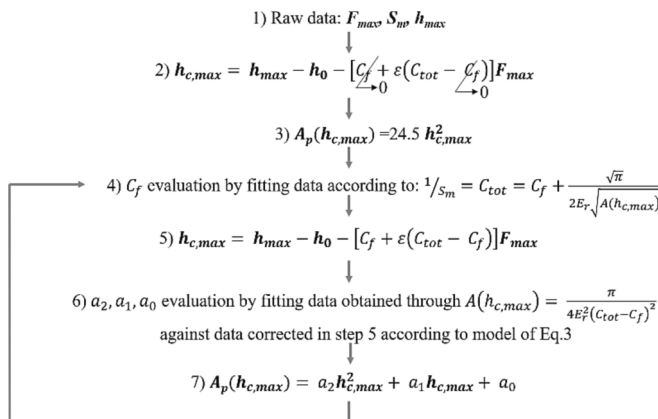 1) Raw data: F_max, S_m, h_max
2) h_c,max = h_max − h_0 − [C_f + ε(C_tot − C_f)]F_max
→0 →0
3) A_p(h_c,max) =24.5 h²_c,max
4) C_f evaluation by fitting data according to: 1/S_m = C_tot = C_f + √π / (2E_r√A(h_c,max))
5) h_c,max = h_max − h_0 − [C_f + ε(C_tot − C_f)]F_max
6) a_2, a_1, a_0 evaluation by fitting data obtained through A(h_c,max) = π / (4E_r²(C_tot−C_f)²)
against data corrected in step 5 according to model of Eq.3
7) A_p(h_c,max) = a_2h²_c,max + a_1h_c,max + a_0